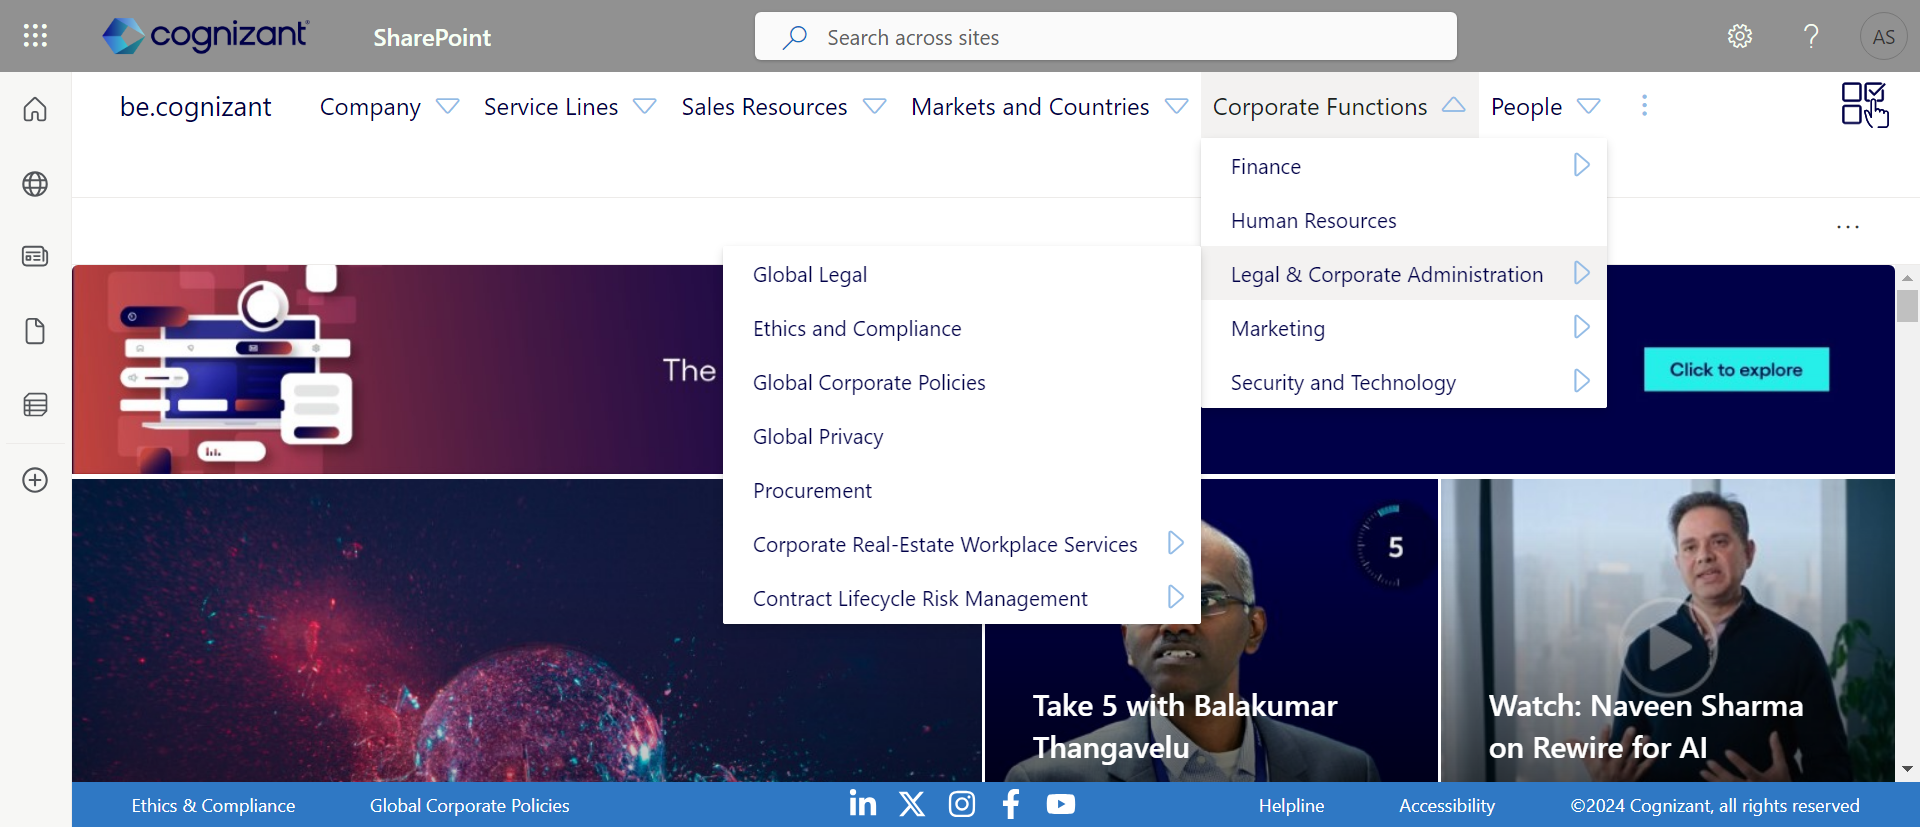 cognizant
SharePoint
Search across sites
AS
be.cognizant
Company
Service Lines
Sales Resources
Markets and Countries
Corporate Functions
People
Finance
Human Resources
Legal & Corporate Administration
Marketing
Security and Technology
Global Legal
Ethics and Compliance
Global Corporate Policies
Global Privacy
Procurement
Corporate Real-Estate Workplace Services
Contract Lifecycle Risk Management
The
Click to explore
5
Take 5 with Balakumar
Thangavelu
Watch: Naveen Sharma
on Rewire for AI
Ethics & Compliance
Global Corporate Policies
Helpline
Accessibility
©2024 Cognizant, all rights reserved